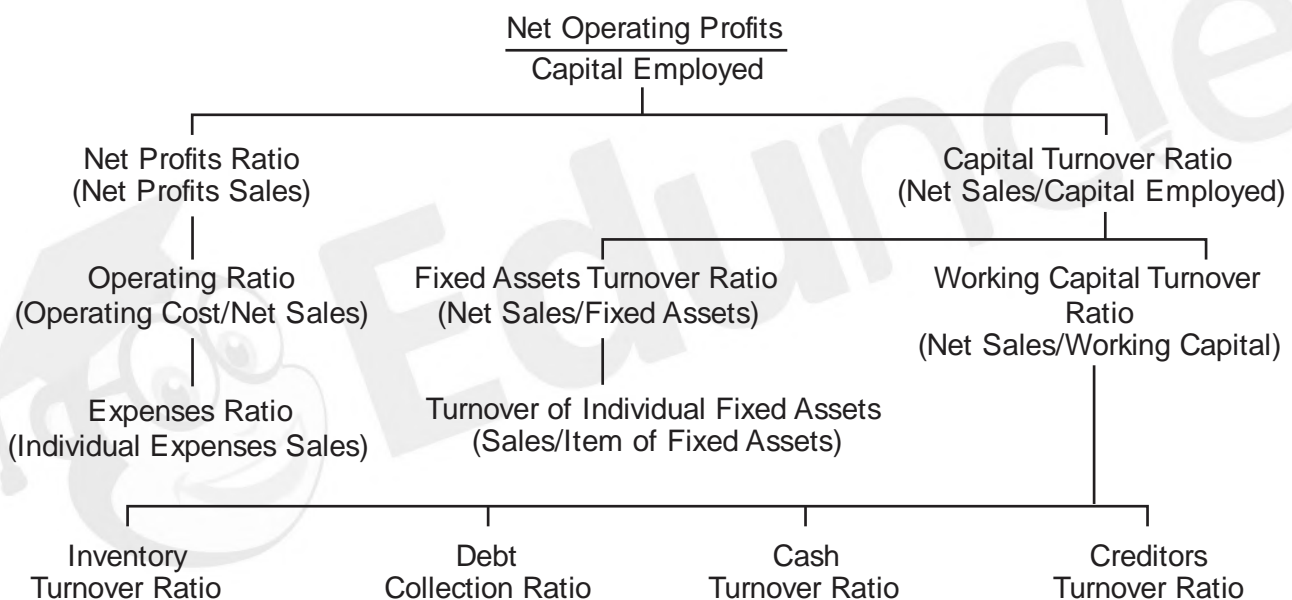 Net Operating Profits
Capital Employed
Net Profits Ratio
(Net Profits Sales)
Capital Turnover Ratio
(Net Sales/Capital Employed)
Operating Ratio
(Operating Cost/Net Sales)
Fixed Assets Turnover Ratio
(Net Sales/Fixed Assets)
Working Capital Turnover
Ratio
(Net Sales/Working Capital)
Expenses Ratio
(Individual Expenses Sales)
Turnover of Individual Fixed Assets
(Sales/Item of Fixed Assets)
Inventory
Turnover Ratio
Debt
Collection Ratio
Cash
Turnover Ratio
Creditors
Turnover Ratio
Eduncle